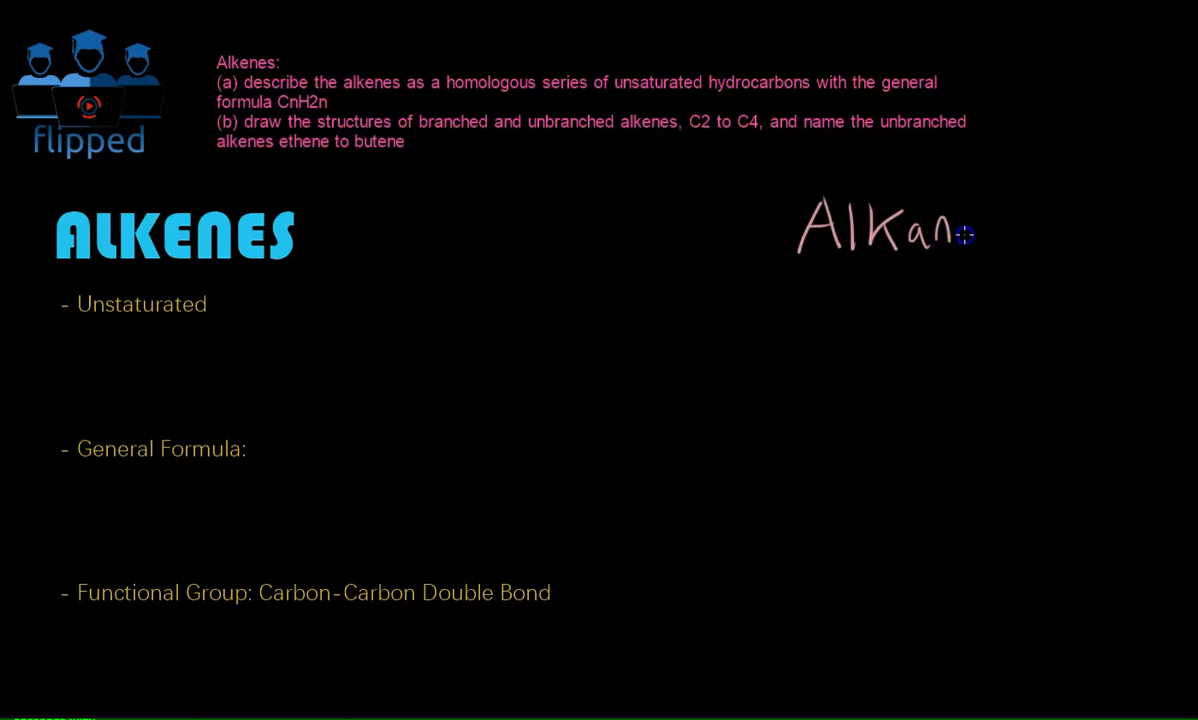 flipped
Alkenes:
(a) describe the alkenes as a homologous series of unsaturated hydrocarbons with the general
formula CnH2n
(b) draw the structures of branched and unbranched alkenes, C2 to C4, and name the unbranched
alkenes ethene to butene
ALKENES
Alkan
- Unstaturated
- General Formula:
- Functional Group: Carbon-Carbon Double Bond